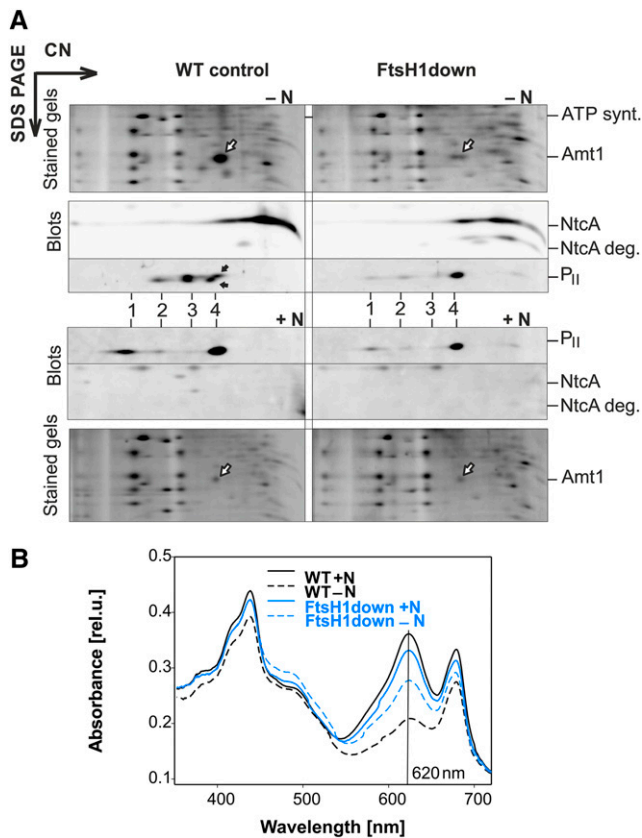 A
CN
SDS PAGE
WT control
FtsH1down
– N
– N
Stained gels
ATP synt.
Amt1
Blots
NtcA
NtcA deg.
PII
1 2 3 4 + N
1 2 3 4 + N
Blots
PII
NtcA
NtcA deg.
Stained gels
Amt1
B
0.5
0.4
0.3
0.2
0.1
Absorbance [rel.u.]
WT +N
WT – N
FtsH1down +N
FtsH1down – N
620 nm
400 500 600 700
Wavelength [nm]